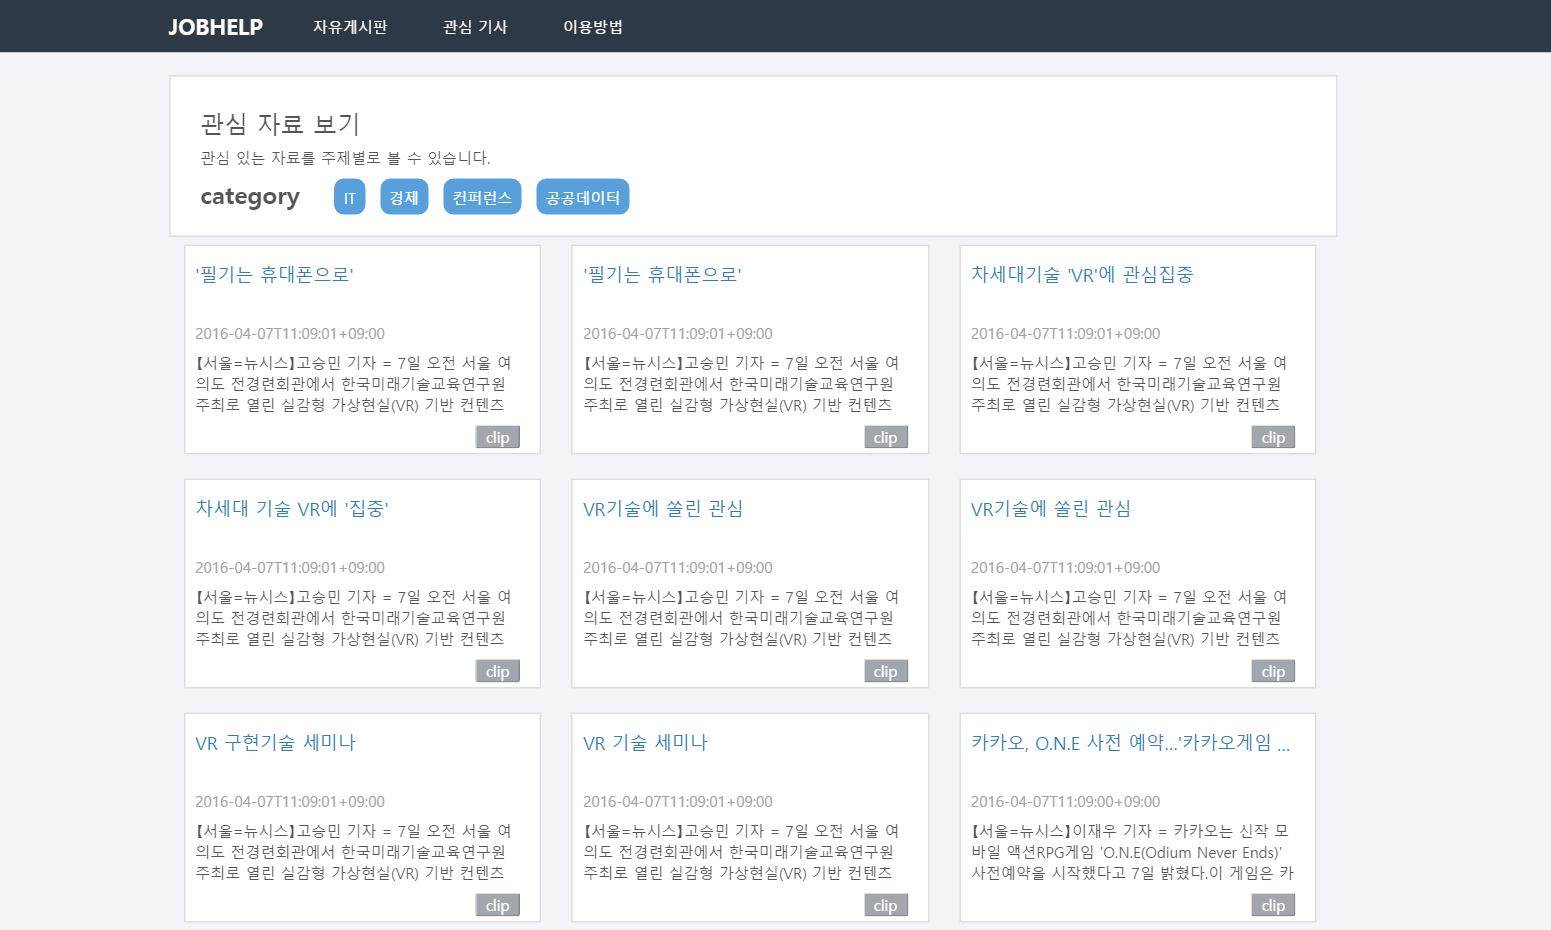 JOBHELP 자유게시판 관심 기사 이용방법
관심 자료 보기
관심 있는 자료를 주제별로 볼 수 있습니다.
category IT 경제 컨퍼런스 공공데이터
'필기는 휴대폰으로'
2016-04-07T11:09:01+09:00
【서울=뉴시스】고승민 기자 = 7일 오전 서울 여
의도 전경련회관에서 한국미래기술교육연구원
주최로 열린 실감형 가상현실(VR) 기반 컨텐츠
clip
'필기는 휴대폰으로'
2016-04-07T11:09:01+09:00
【서울=뉴시스】고승민 기자 = 7일 오전 서울 여
의도 전경련회관에서 한국미래기술교육연구원
주최로 열린 실감형 가상현실(VR) 기반 컨텐츠
clip
차세대기술 'VR'에 관심집중
2016-04-07T11:09:01+09:00
【서울=뉴시스】고승민 기자 = 7일 오전 서울 여
의도 전경련회관에서 한국미래기술교육연구원
주최로 열린 실감형 가상현실(VR) 기반 컨텐츠
clip
차세대 기술 VR에 '집중'
2016-04-07T11:09:01+09:00
【서울=뉴시스】고승민 기자 = 7일 오전 서울 여
의도 전경련회관에서 한국미래기술교육연구원
주최로 열린 실감형 가상현실(VR) 기반 컨텐츠
clip
VR기술에 쏠린 관심
2016-04-07T11:09:01+09:00
【서울=뉴시스】고승민 기자 = 7일 오전 서울 여
의도 전경련회관에서 한국미래기술교육연구원
주최로 열린 실감형 가상현실(VR) 기반 컨텐츠
clip
VR기술에 쏠린 관심
2016-04-07T11:09:01+09:00
【서울=뉴시스】고승민 기자 = 7일 오전 서울 여
의도 전경련회관에서 한국미래기술교육연구원
주최로 열린 실감형 가상현실(VR) 기반 컨텐츠
clip
VR 구현기술 세미나
2016-04-07T11:09:01+09:00
【서울=뉴시스】고승민 기자 = 7일 오전 서울 여
의도 전경련회관에서 한국미래기술교육연구원
주최로 열린 실감형 가상현실(VR) 기반 컨텐츠
clip
VR 기술 세미나
2016-04-07T11:09:01+09:00
【서울=뉴시스】고승민 기자 = 7일 오전 서울 여
의도 전경련회관에서 한국미래기술교육연구원
주최로 열린 실감형 가상현실(VR) 기반 컨텐츠
clip
카카오, O.N.E 사전 예약…'카카오게임 ...
2016-04-07T11:09:00+09:00
【서울=뉴시스】이재우 기자 = 카카오는 신작 모
바일 액션RPG게임 'O.N.E(Odium Never Ends)'
사전예약을 시작했다고 7일 밝혔다.이 게임은 카
clip